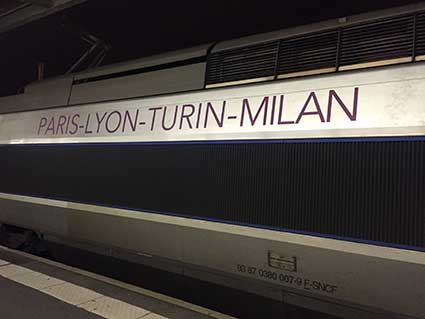 PARIS-LYON-TURIN-MILAN
93 87 0380 007-9 F-SNCF